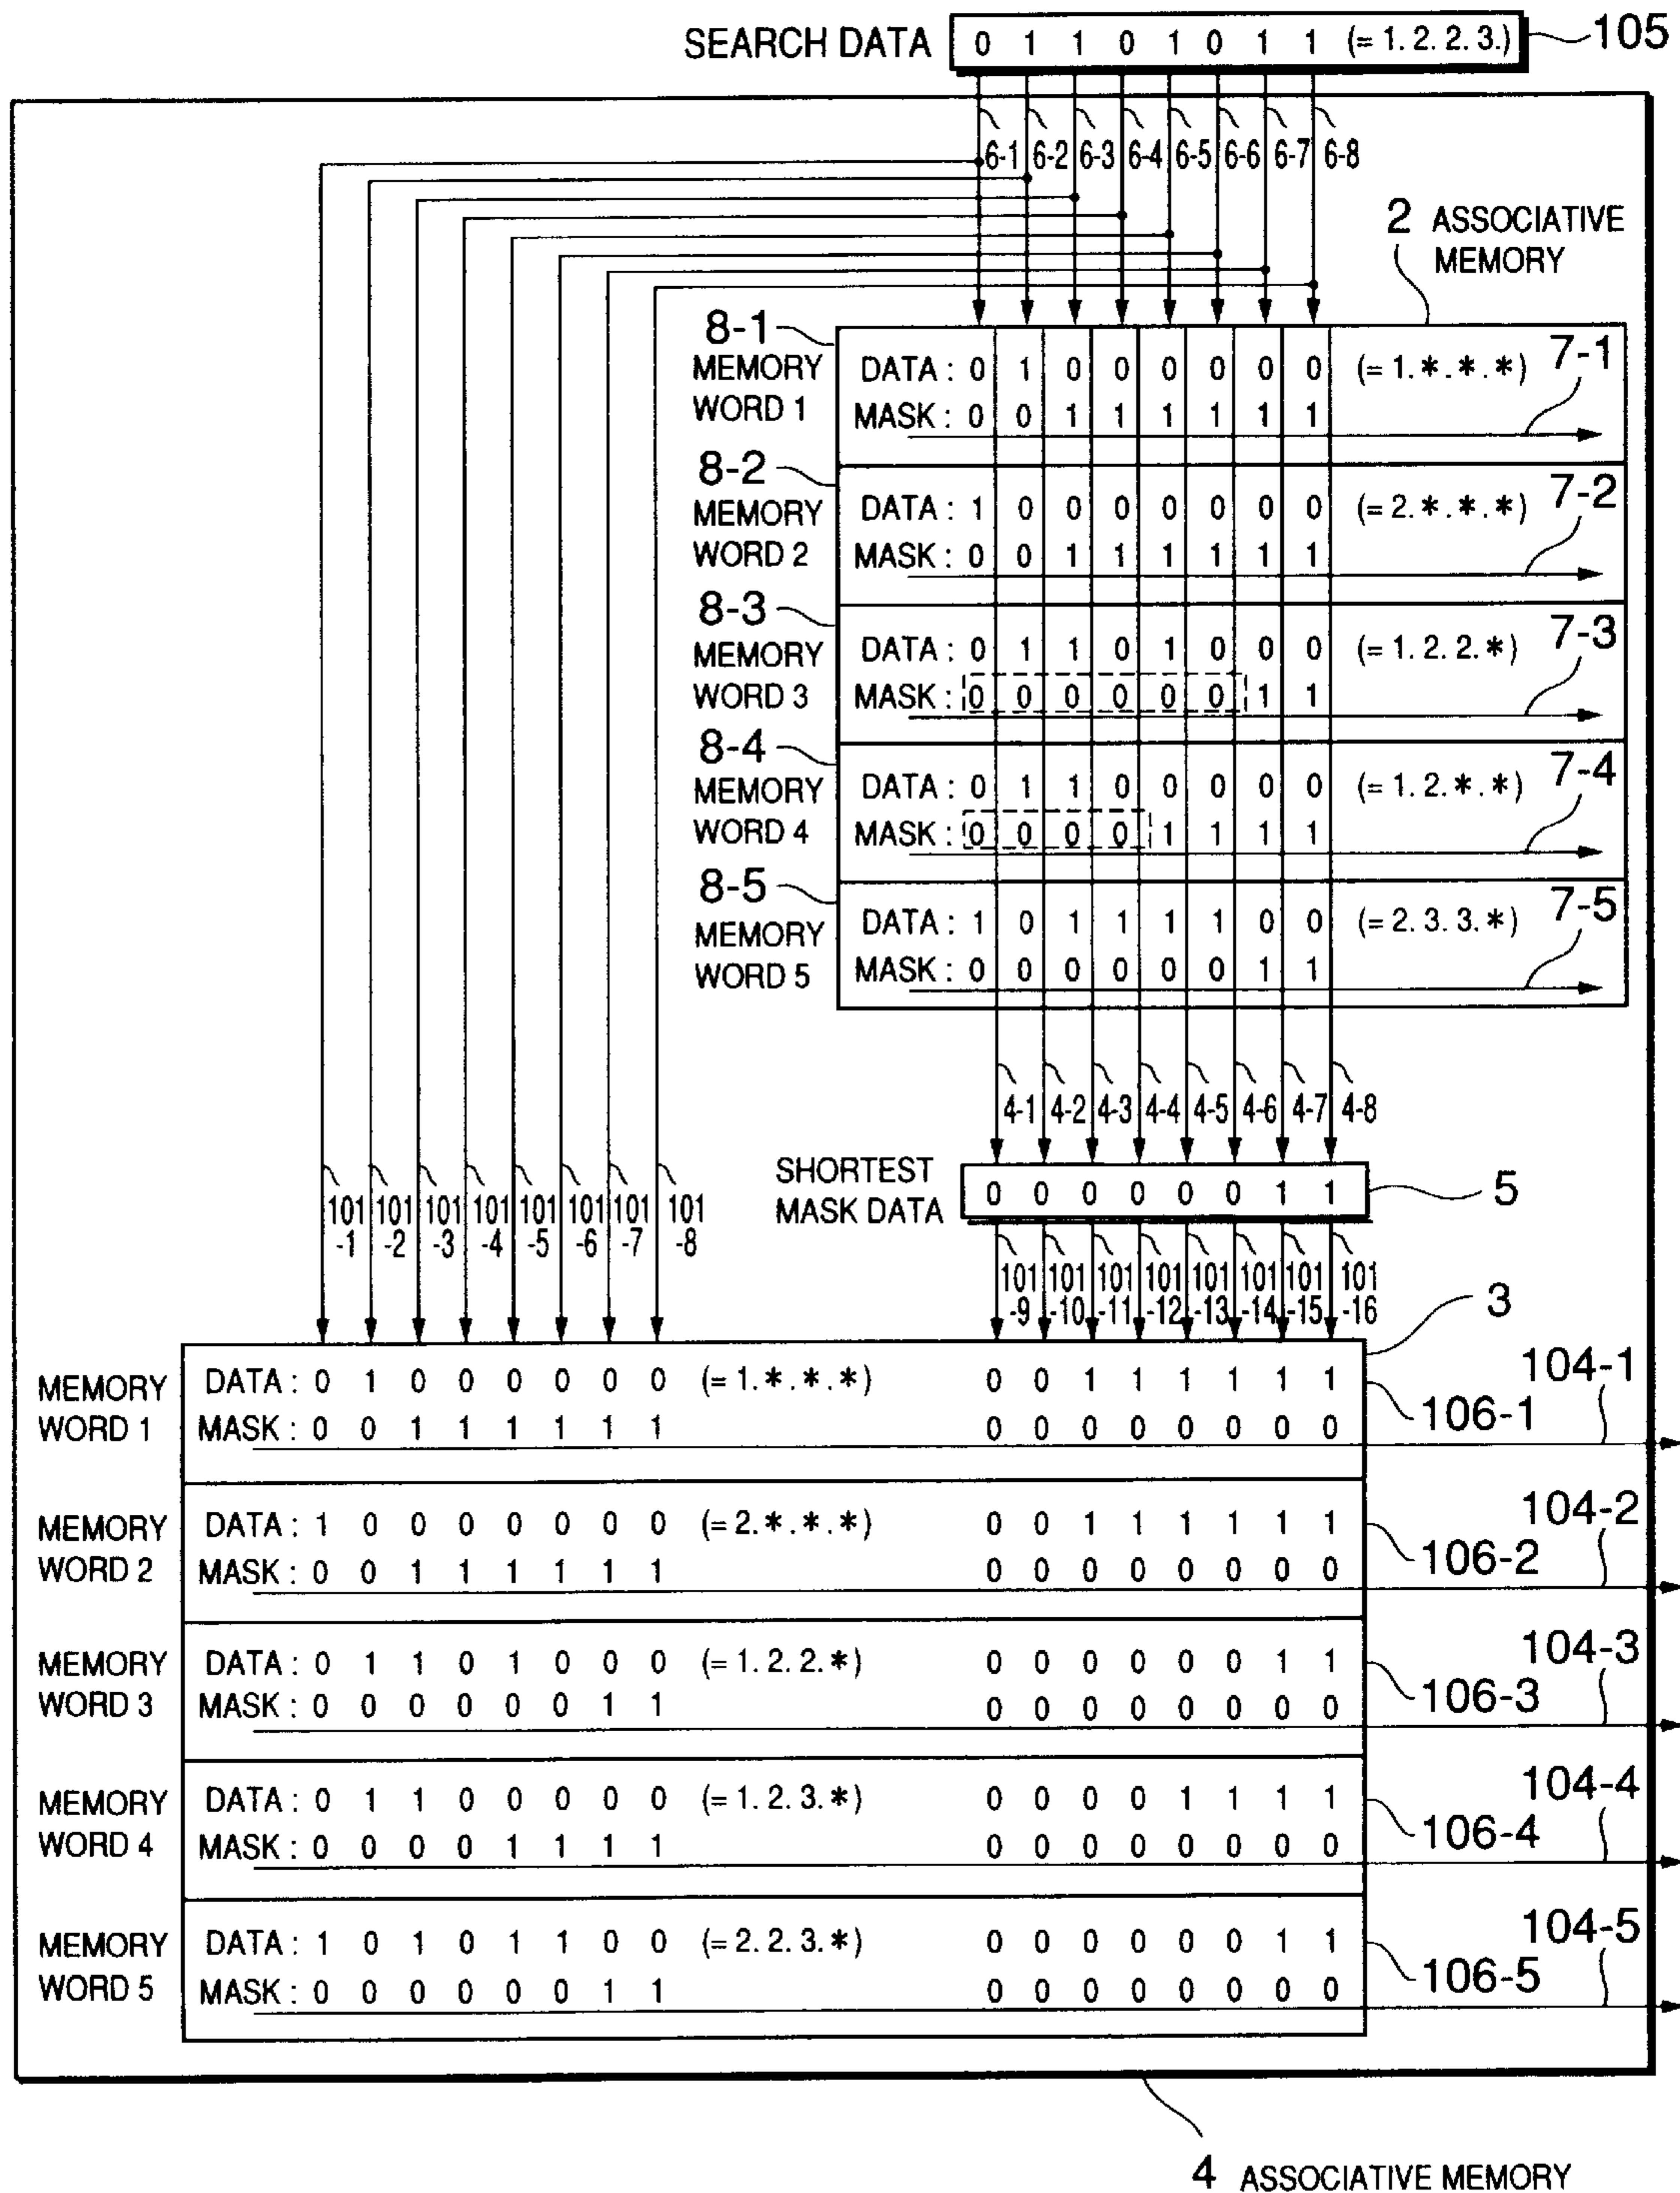 SEARCH DATA 0 1 1 0 1 0 1 1 (= 1. 2. 2. 3.) 105
6-1 6-2 6-3 6-4 6-5 6-6 6-7 6-8
2 ASSOCIATIVE
MEMORY
8-1
MEMORY
WORD 1
DATA : 0 1 0 0 0 0 0 0 (= 1. *. *. *) 7-1
MASK : 0 0 1 1 1 1 1 1
8-2
MEMORY
WORD 2
DATA : 1 0 0 0 0 0 0 0 (= 2. *. *. *) 7-2
MASK : 0 0 1 1 1 1 1 1
8-3
MEMORY
WORD 3
DATA : 0 1 1 0 1 0 0 0 (= 1. 2. 2. *) 7-3
MASK : 0 0 0 0 0 0 1 1
8-4
MEMORY
WORD 4
DATA : 0 1 1 0 0 0 0 0 (= 1. 2. *. *) 7-4
MASK : 0 0 0 0 1 1 1 1
8-5
MEMORY
WORD 5
DATA : 1 0 1 1 1 1 0 0 (= 2. 3. 3. *) 7-5
MASK : 0 0 0 0 0 0 1 1
4-1 4-2 4-3 4-4 4-5 4-6 4-7 4-8
SHORTEST
MASK DATA
0 0 0 0 0 0 1 1 5
101 101 101 101 101 101 101 101
-1 -2 -3 -4 -5 -6 -7 -8
101 101 101 101 101 101 101 101
-9 -10 -11 -12 -13 -14 -15 -16
3
MEMORY
WORD 1
DATA : 0 1 0 0 0 0 0 0 (= 1. *. *. *) 0 0 1 1 1 1 1 1 104-1
MASK : 0 0 1 1 1 1 1 1 0 0 0 0 0 0 0 0 106-1
MEMORY
WORD 2
DATA : 1 0 0 0 0 0 0 0 (= 2. *. *. *) 0 0 1 1 1 1 1 1 104-2
MASK : 0 0 1 1 1 1 1 1 0 0 0 0 0 0 0 0 106-2
MEMORY
WORD 3
DATA : 0 1 1 0 1 0 0 0 (= 1. 2. 2. *) 0 0 0 0 0 0 1 1 104-3
MASK : 0 0 0 0 0 0 1 1 0 0 0 0 0 0 0 0 106-3
MEMORY
WORD 4
DATA : 0 1 1 0 0 0 0 0 (= 1. 2. 3. *) 0 0 0 0 1 1 1 1 104-4
MASK : 0 0 0 0 1 1 1 1 0 0 0 0 0 0 0 0 106-4
MEMORY
WORD 5
DATA : 1 0 1 0 1 1 0 0 (= 2. 2. 3. *) 0 0 0 0 0 0 1 1 104-5
MASK : 0 0 0 0 0 0 1 1 0 0 0 0 0 0 0 0 106-5
4 ASSOCIATIVE MEMORY